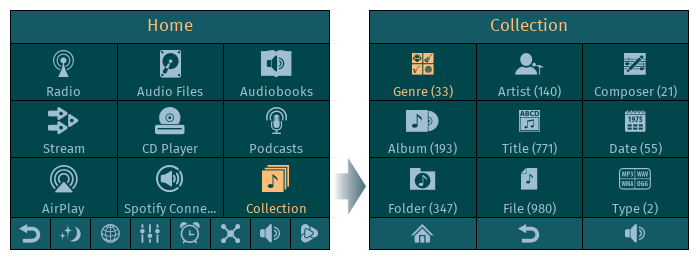 Home
Radio
Audio Files
Audiobooks
Stream
CD Player
Podcasts
AirPlay
Spotify Conne...
Collection
Collection
Genre (33)
Artist (140)
Composer (21)
ABCD
1975
Album (193)
Title (771)
Date (55)
MP3 WAV
WMA OGG
Folder (347)
File (980)
Type (2)